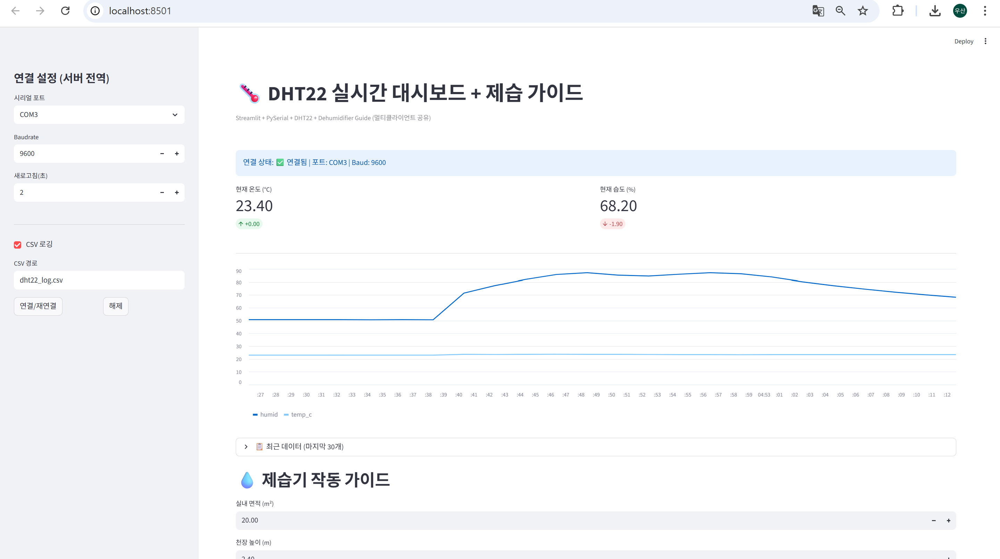 localhost:8501
우산
Deploy
연결 설정 (서버 전역)
시리얼 포트
COM3
Baudrate
9600
새로고침(초)
2
CSV 로깅
CSV 경로
dht22_log.csv
연결/재연결
해제
DHT22 실시간 대시보드 + 제습 가이드
Streamlit + PySerial + DHT22 + Dehumidifier Guide (멀티클라이언트 공유)
연결 상태: ✅ 연결됨 | 포트: COM3 | Baud: 9600
현재 온도 (°C)
23.40
+0.00
현재 습도 (%)
68.20
-1.90
90
80
70
60
50
40
30
20
10
0
:27 :28 :29 :30 :31 :32 :33 :34 :35 :36 :37 :38 :39 :40 :41 :42 :43 :44 :45 :46 :47 :48 :49 :50 :51 :52 :53 :54 :55 :56 :57 :58 :59 04:53 :01 :02 :03 :04 :05 :06 :07 :08 :09 :10 :11 :12
humid temp_c
최근 데이터 (마지막 30개)
제습기 작동 가이드
실내 면적 (m²)
20.00
천장 높이 (m)
2.40